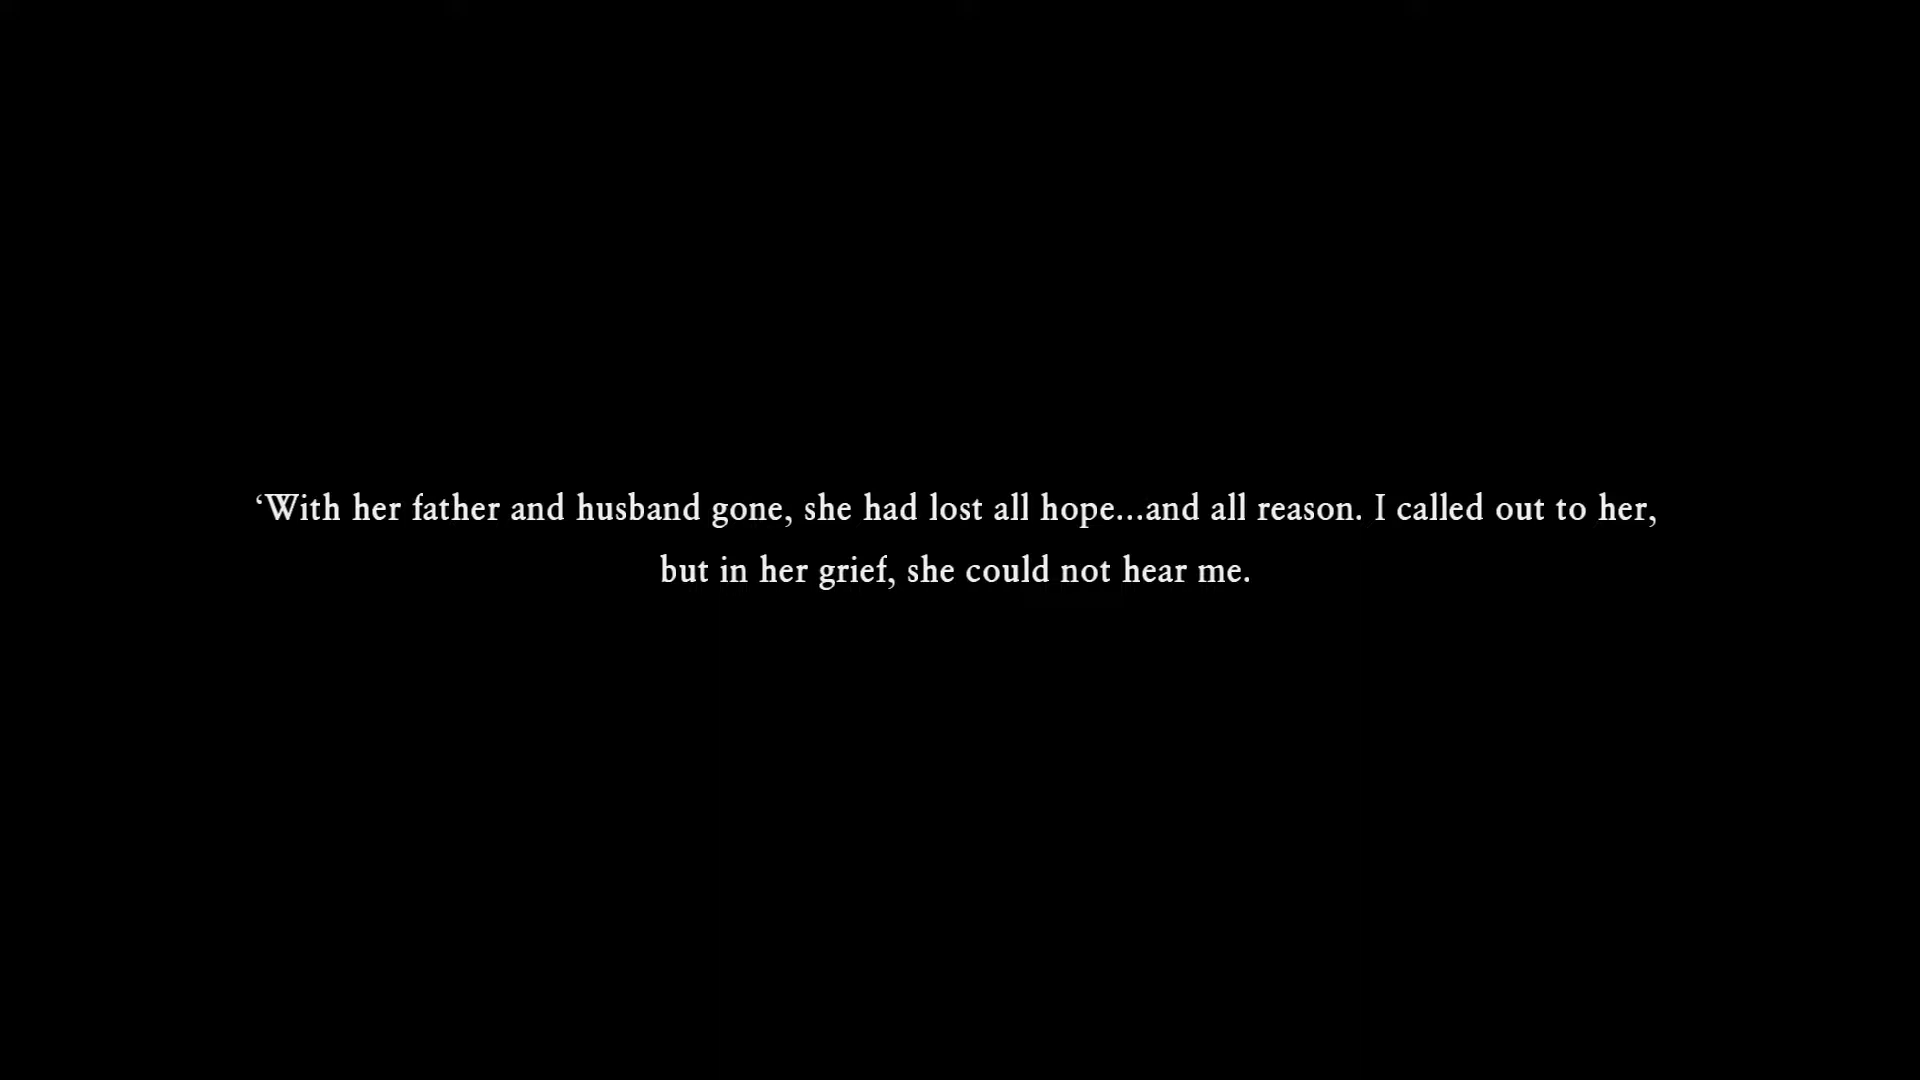 ‘With her father and husband gone, she had lost all hope...and all reason. I called out to her,
but in her grief, she could not hear me.